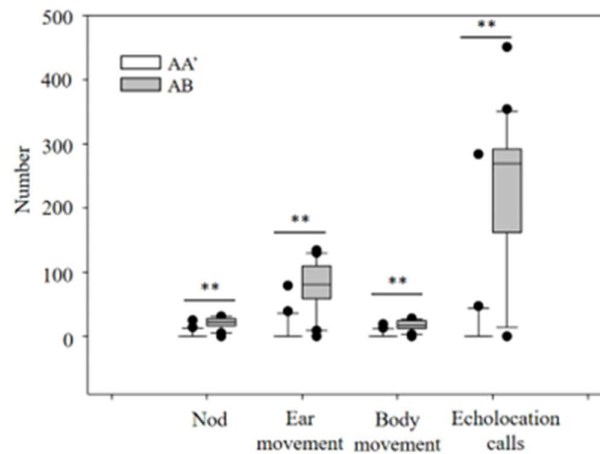 500
400
300
200
100
0
Number
AA'
AB
**
**
**
**
Nod
Ear
movement
Body
movement
Echolocation
calls